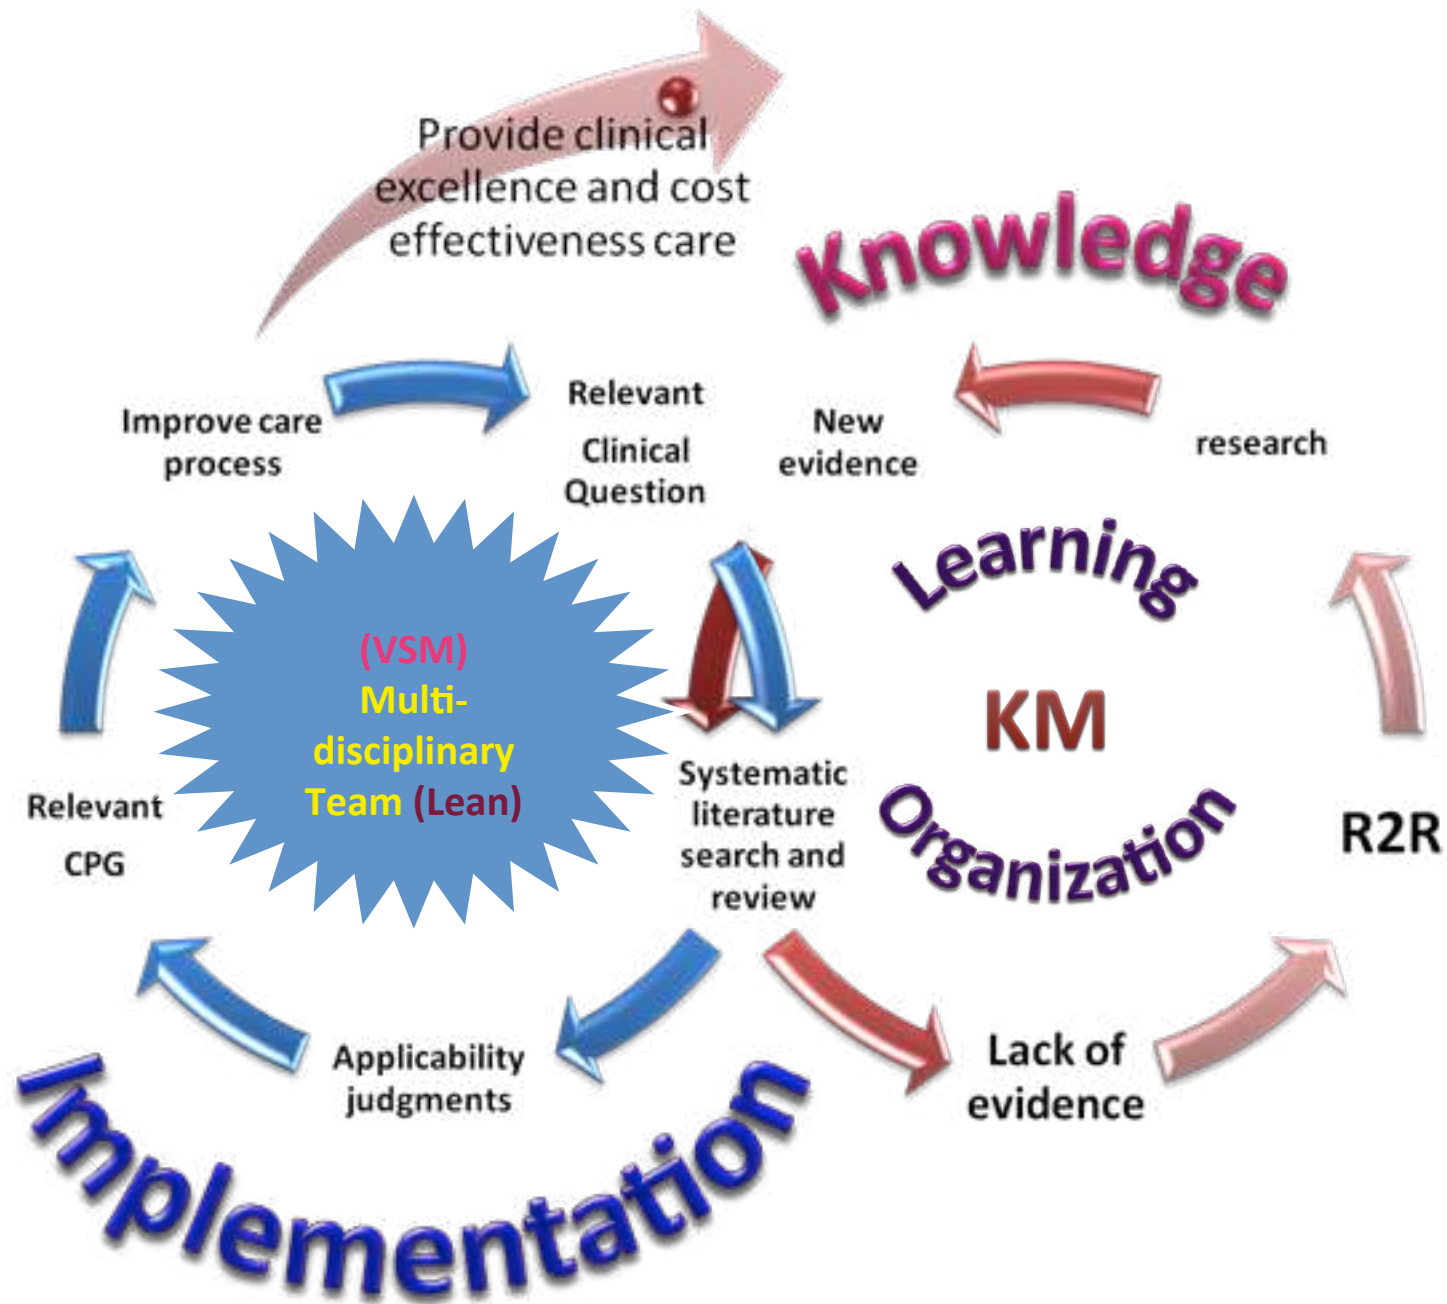 Provide clinical
excellence and cost
effectiveness care
Knowledge
Improve care
process
Relevant
Clinical
Question
New
evidence
research
Learning
(VSM)
Multi-
disciplinary
Team (Lean)
KM
Systematic
literature
search and
review
Organization
Relevant
CPG
R2R
Applicability
judgments
Lack of
evidence
Implementation